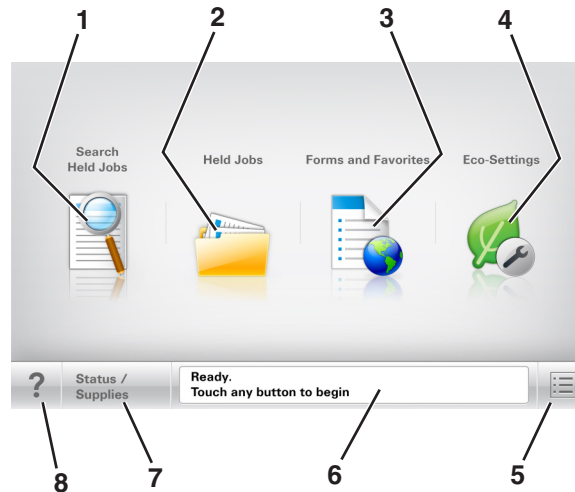 1
2
3
4
Search
Held Jobs
Held Jobs
Forms and Favorites
Eco-Settings
?
Status /
Supplies
Ready.
Touch any button to begin
8
7
6
5